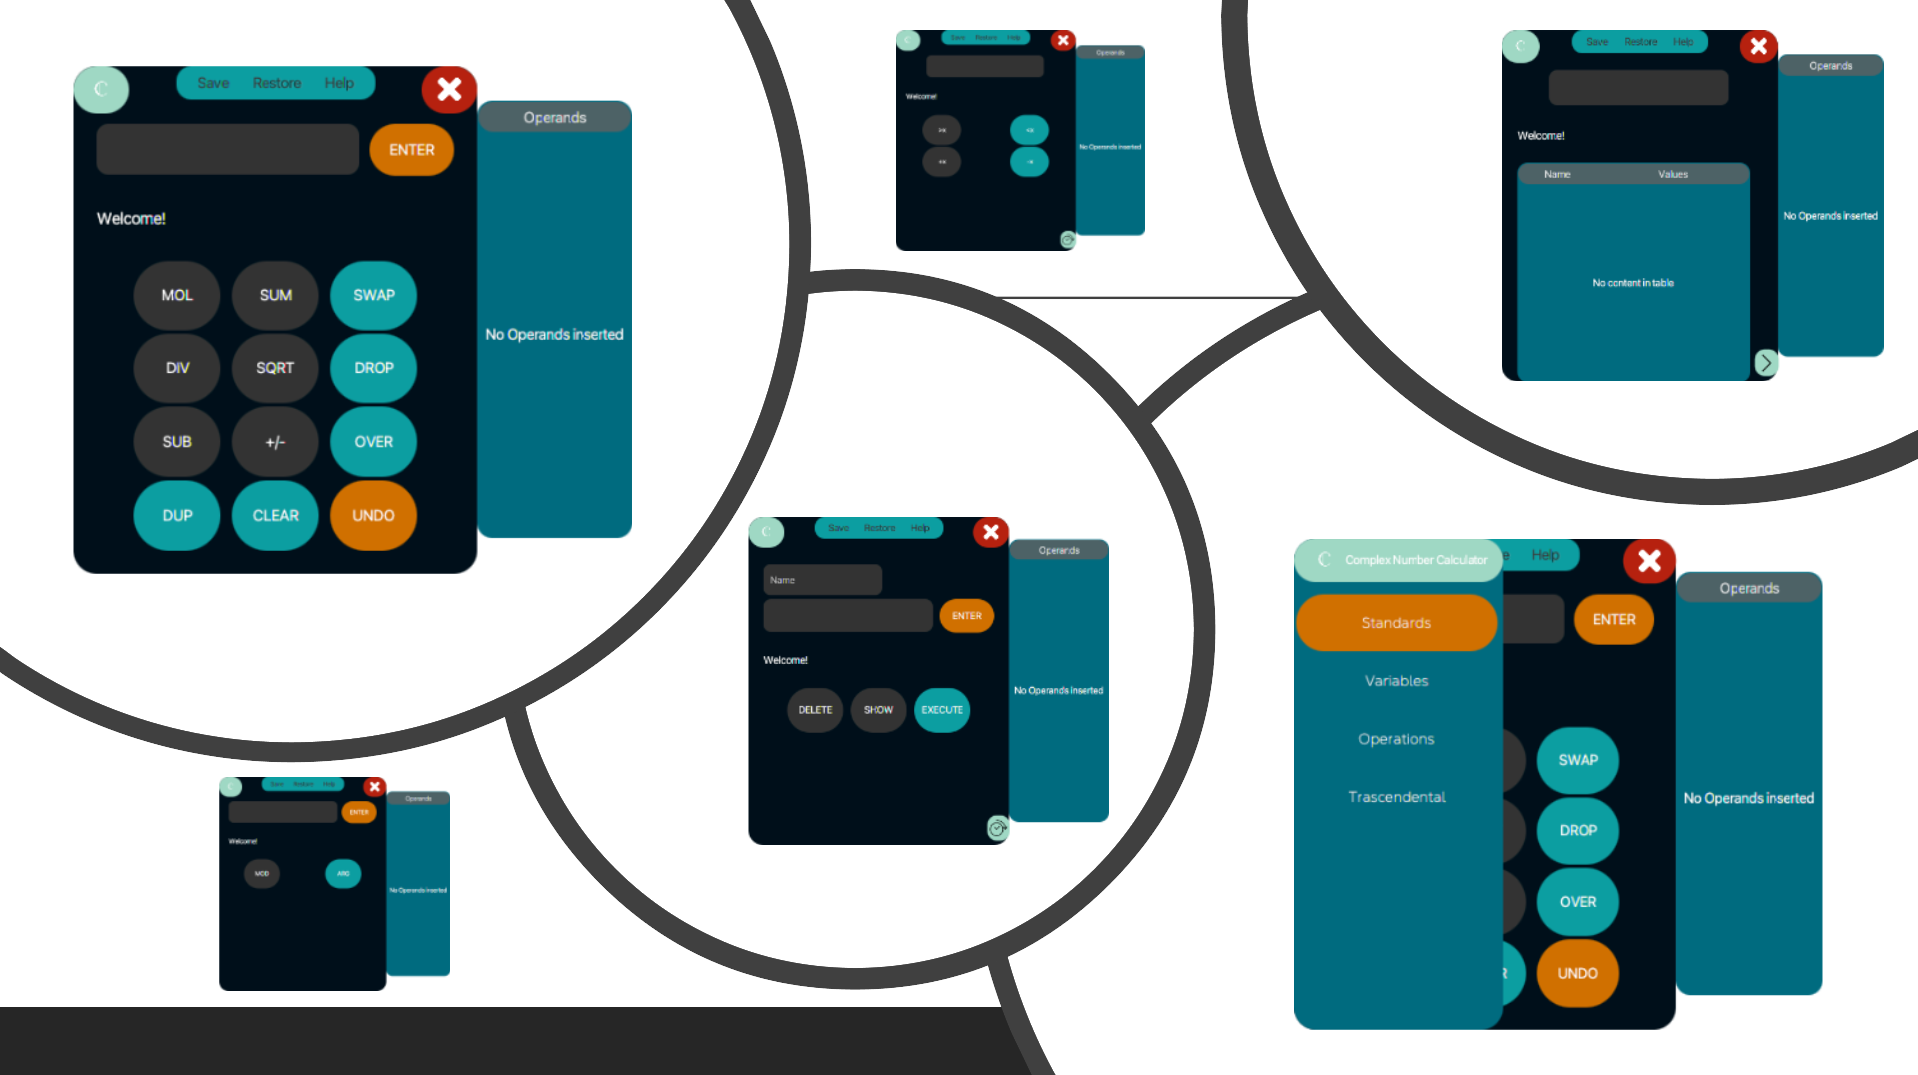 C
Save Restore Help
ENTER
Operands
Welcome!
MOL SUM SWAP
DIV SQRT DROP
SUB +/- OVER
DUP CLEAR UNDO
No Operands inserted
C
Save Restore Help
Operands
Welcome!
>x <x
+x -x
No Operands inserted
C
Save Restore Help
Operands
Welcome!
Name Values
No content in table
No Operands inserted
C
Save Restore Help
Operands
Name
ENTER
Welcome!
DELETE SHOW EXECUTE
No Operands inserted
Save Restore Help
Operands
ENTER
Welcome!
MOD ARG
No Operands inserted
C Complex Number Calculator
e Help
Operands
Standards
ENTER
Variables
Operations
Trascendental
SWAP
DROP
OVER
R UNDO
No Operands inserted